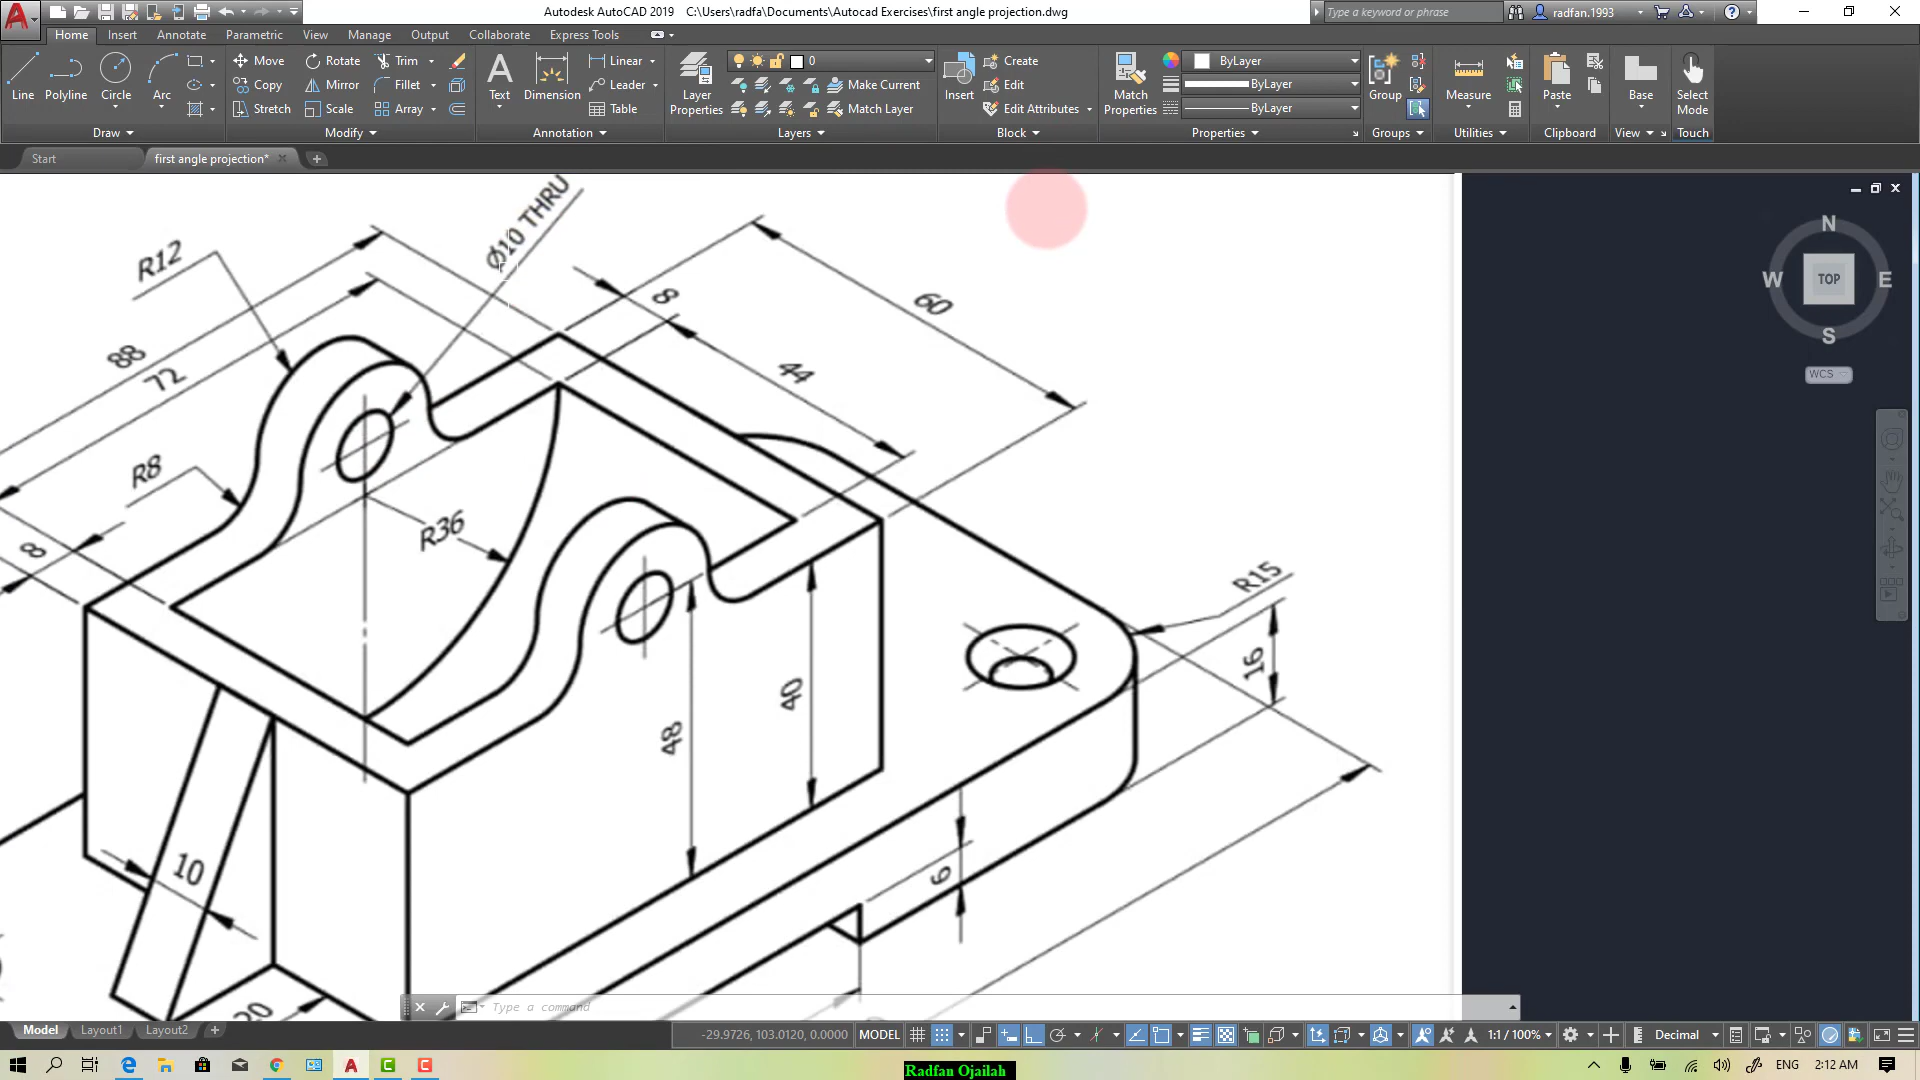 Autodesk AutoCAD 2019 C:\Users\radfa\Documents\Autocad Exercises\first angle projection.dwg
Type a keyword or phrase
radfan.1993
Home Insert Annotate Parametric View Manage Output Collaborate Express Tools
Line Polyline Circle Arc
Move Rotate Trim
Copy Mirror Fillet
Stretch Scale Array
Text Dimension
Linear
Leader
Table
Layer Properties
0
Make Current
Match Layer
Insert
Create
Edit
Edit Attributes
Match Properties
ByLayer
ByLayer
ByLayer
Group
Measure
Paste
Base
Select Mode
Draw Modify Annotation Layers Block Properties Groups Utilities Clipboard View Touch
Start first angle projection*
N
W TOP E
S
WCS
R12
Ø10 THRU
8
60
88
72
44
R8
8
R36
R15
16
40
48
10
6
20
Type a command
Model Layout1 Layout2
-29.9726, 103.0120, 0.0000 MODEL
1:1 / 100%
Decimal
ENG 2:12 AM
Radfan Ojailah